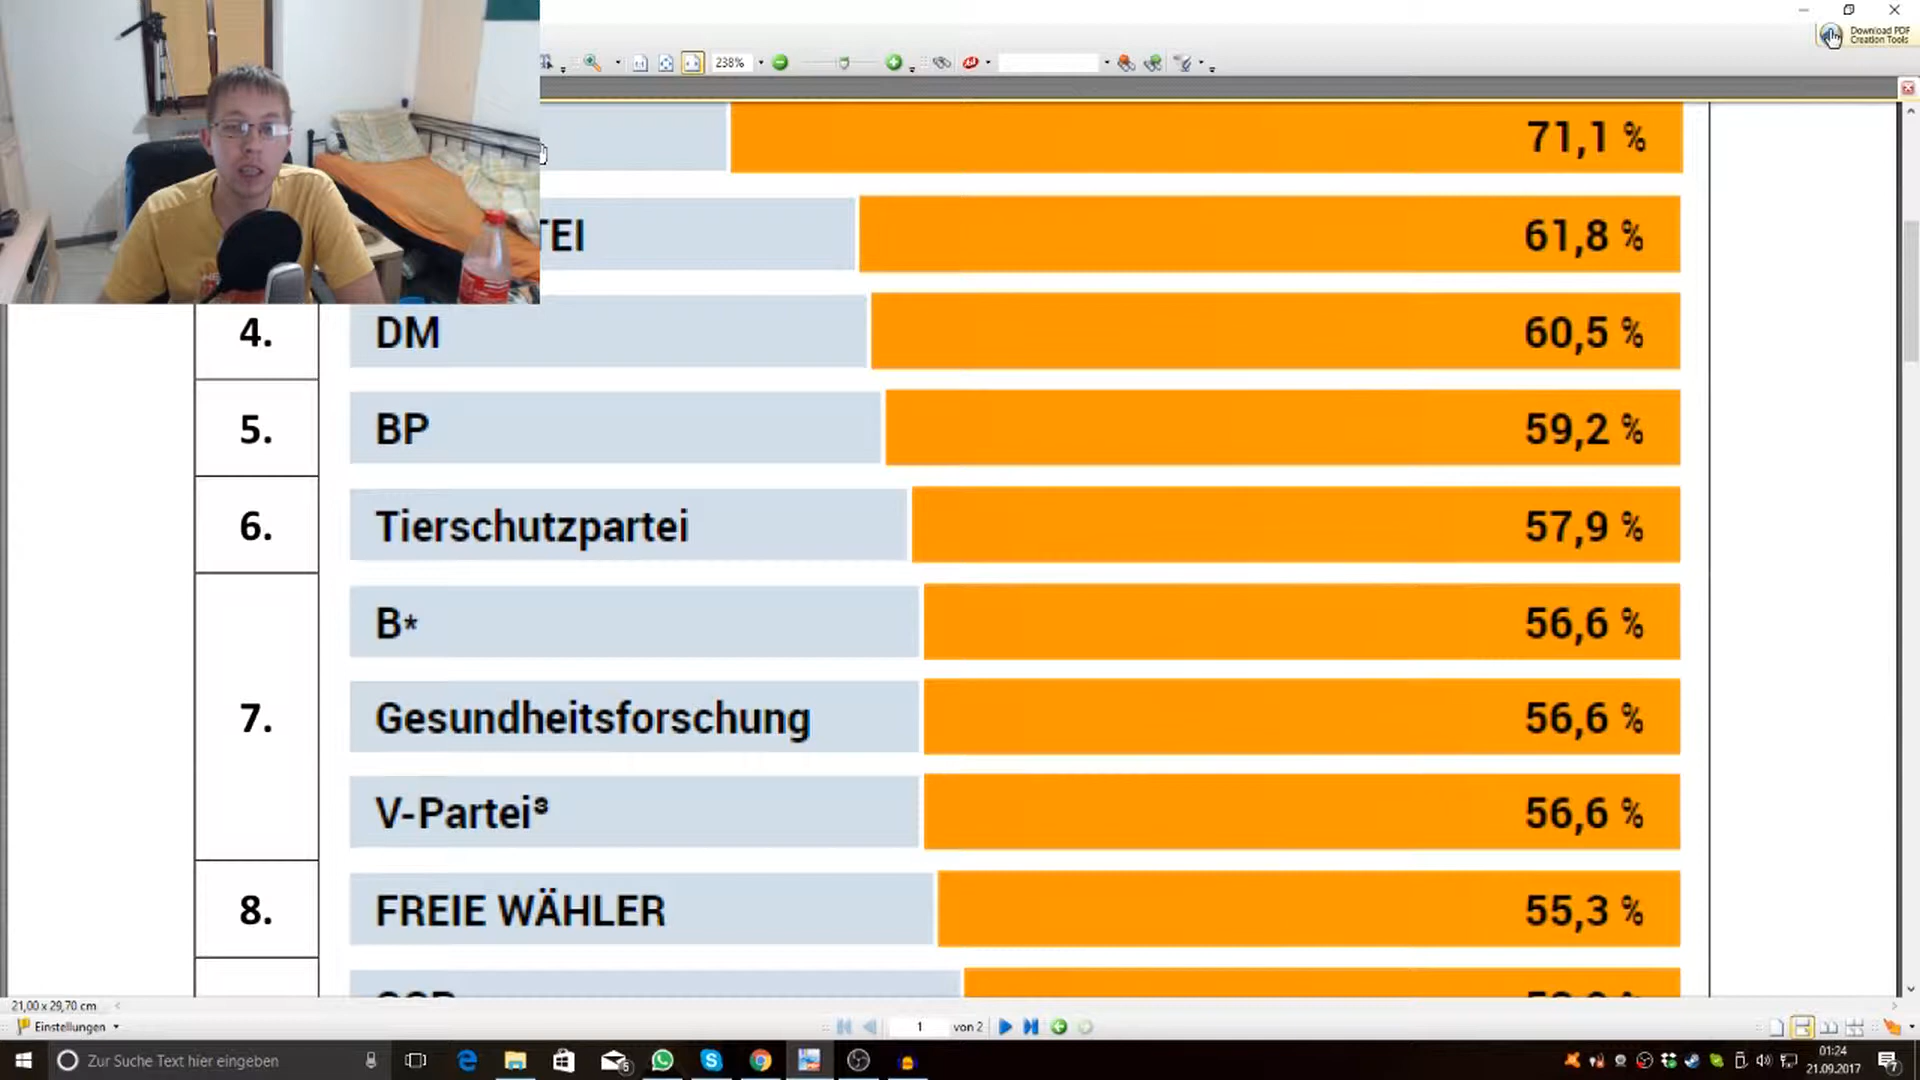 Download PDF
Creation Tools
238%
71,1 %
TEI
61,8 %
4.
DM
60,5 %
5.
BP
59,2 %
6.
Tierschutzpartei
57,9 %
7.
B*
56,6 %
Gesundheitsforschung
56,6 %
V-Partei³
56,6 %
8.
FREIE WÄHLER
55,3 %
21,00 x 29,70 cm
Einstellungen
1
von 2
Zur Suche Text hier eingeben
01:24
21.09.2017